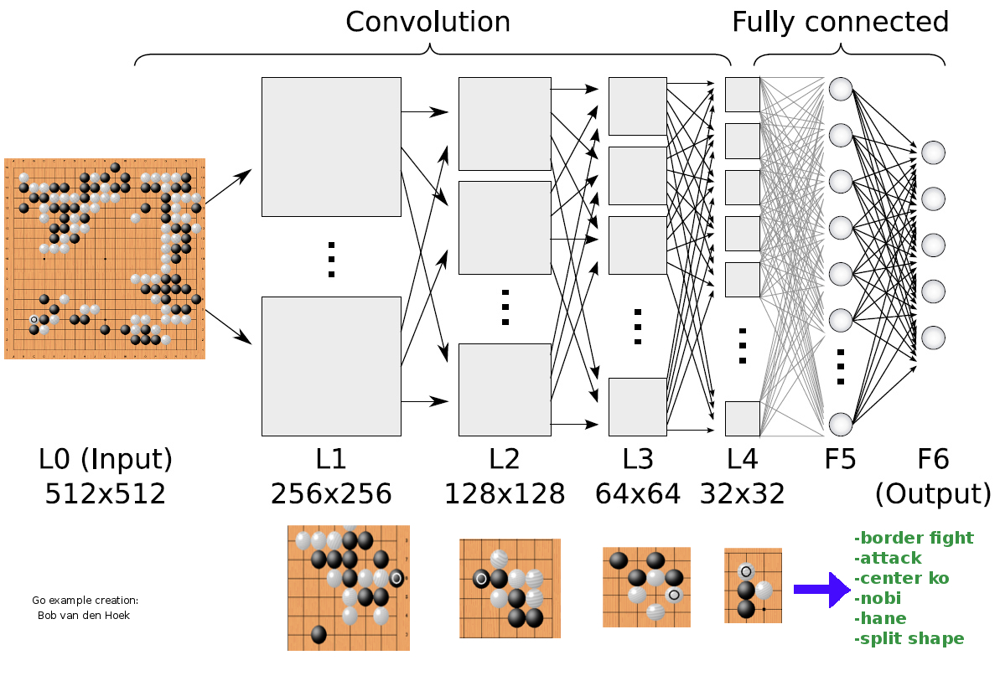 Convolution
Fully connected
L0 (Input)
512x512
L1
256x256
L2
128x128
L3
64x64
L4
32x32
F5
F6
(Output)
-border fight
-attack
-center ko
-nobi
-hane
-split shape
Go example creation:
Bob van den Hoek